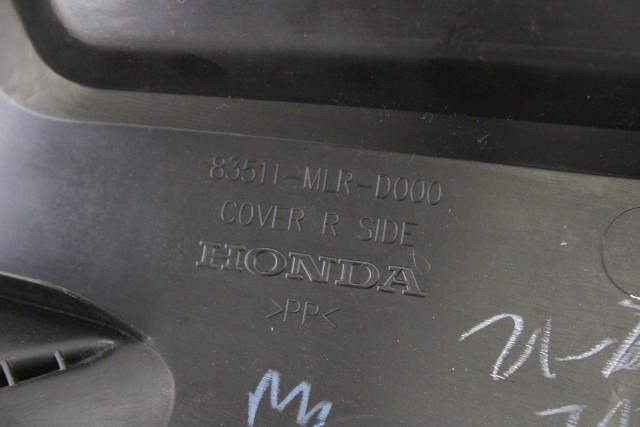 83511-MLR-D000
COVER R SIDE
HONDA
>PP<